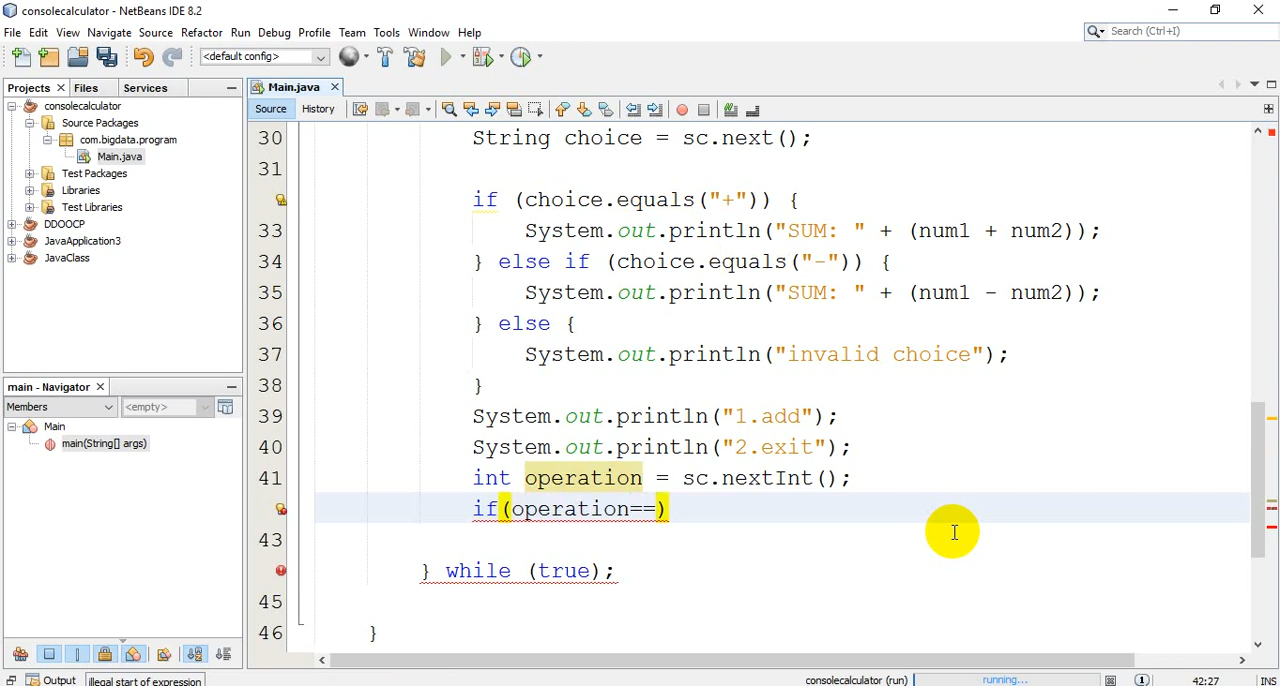 consolecalculator - NetBeans IDE 8.2
File Edit View Navigate Source Refactor Run Debug Profile Team Tools Window Help
Search (Ctrl+I)
<default config>
Projects Files Services
Main.java
consolecalculator
Source Packages
com.bigdata.program
Main.java
Test Packages
Libraries
Test Libraries
DDOOCP
JavaApplication3
JavaClass
main - Navigator
Members <empty>
Main
main(String[] args)
Source History
30 String choice = sc.next();
31
if (choice.equals("+")) {
33 System.out.println("SUM: " + (num1 + num2));
34 } else if (choice.equals("-")) {
35 System.out.println("SUM: " + (num1 - num2));
36 } else {
37 System.out.println("invalid choice");
38 }
39 System.out.println("1.add");
40 System.out.println("2.exit");
41 int operation = sc.nextInt();
if(operation==)
43
} while (true);
45
46 }
Output illegal start of expression consolecalculator (run) running... 1 42:27 INS